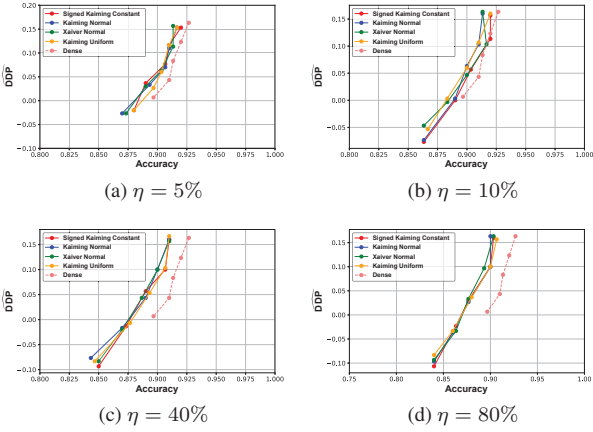 0.20
0.15
0.10
0.05
0.00
−0.05
−0.10
DDP
Signed Kaiming Constant
Kaiming Normal
Kaiver Normal
Kaiming Uniform
Dense
0.800 0.825 0.850 0.875 0.900 0.925 0.950 0.975 1.000
Accuracy
(a) η = 5%
0.15
0.10
0.05
0.00
−0.05
DDP
Signed Kaiming Constant
Kaiming Normal
Kaiver Normal
Kaiming Uniform
Dense
0.800 0.825 0.850 0.875 0.900 0.925 0.950 0.975 1.000
Accuracy
(b) η = 10%
0.15
0.10
0.05
0.00
−0.05
−0.10
DDP
Signed Kaiming Constant
Kaiming Normal
Kaiver Normal
Kaiming Uniform
Dense
0.800 0.825 0.850 0.875 0.900 0.925 0.950 0.975 1.000
Accuracy
(c) η = 40%
0.15
0.10
0.05
0.00
−0.05
−0.10
DDP
Signed Kaiming Constant
Kaiming Normal
Kaiver Normal
Kaiming Uniform
Dense
0.75 0.80 0.85 0.90 0.95 1.00
Accuracy
(d) η = 80%